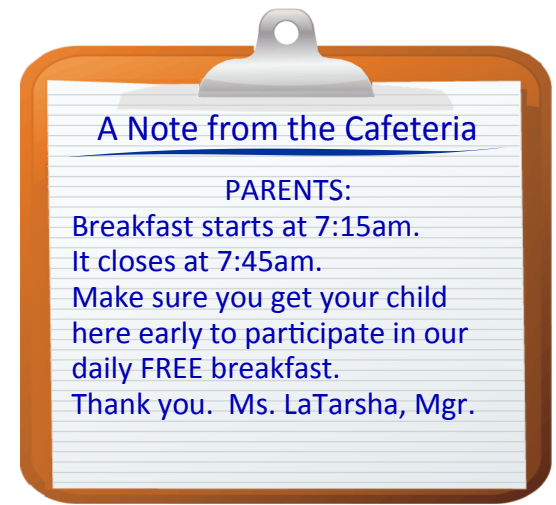 A Note from the Cafeteria
PARENTS:
Breakfast starts at 7:15am.
It closes at 7:45am.
Make sure you get your child
here early to participate in our
daily FREE breakfast.
Thank you.  Ms. LaTarsha, Mgr.